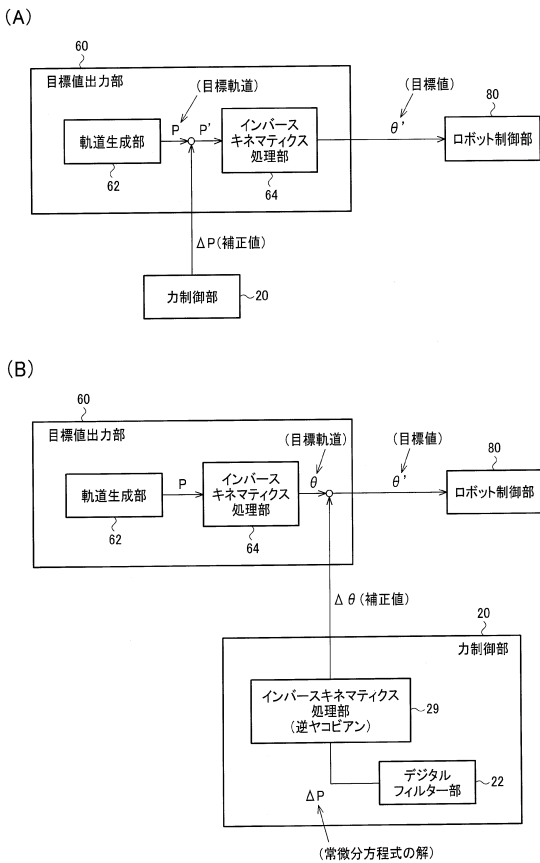 (A)
60
目標値出力部
(目標軌道)
(目標値)
80
軌道生成部
P
P'
インバース
キネマティクス
処理部
θ'
ロボット制御部
62
64
ΔP(補正値)
力制御部
20
(B)
60
目標値出力部
(目標軌道)
(目標値)
80
軌道生成部
P
インバース
キネマティクス
処理部
θ
θ'
ロボット制御部
62
64
Δθ(補正値)
20
力制御部
インバースキネマティクス
処理部
(逆ヤコビアン)
29
デジタル
フィルター部
22
ΔP
(常微分方程式の解)